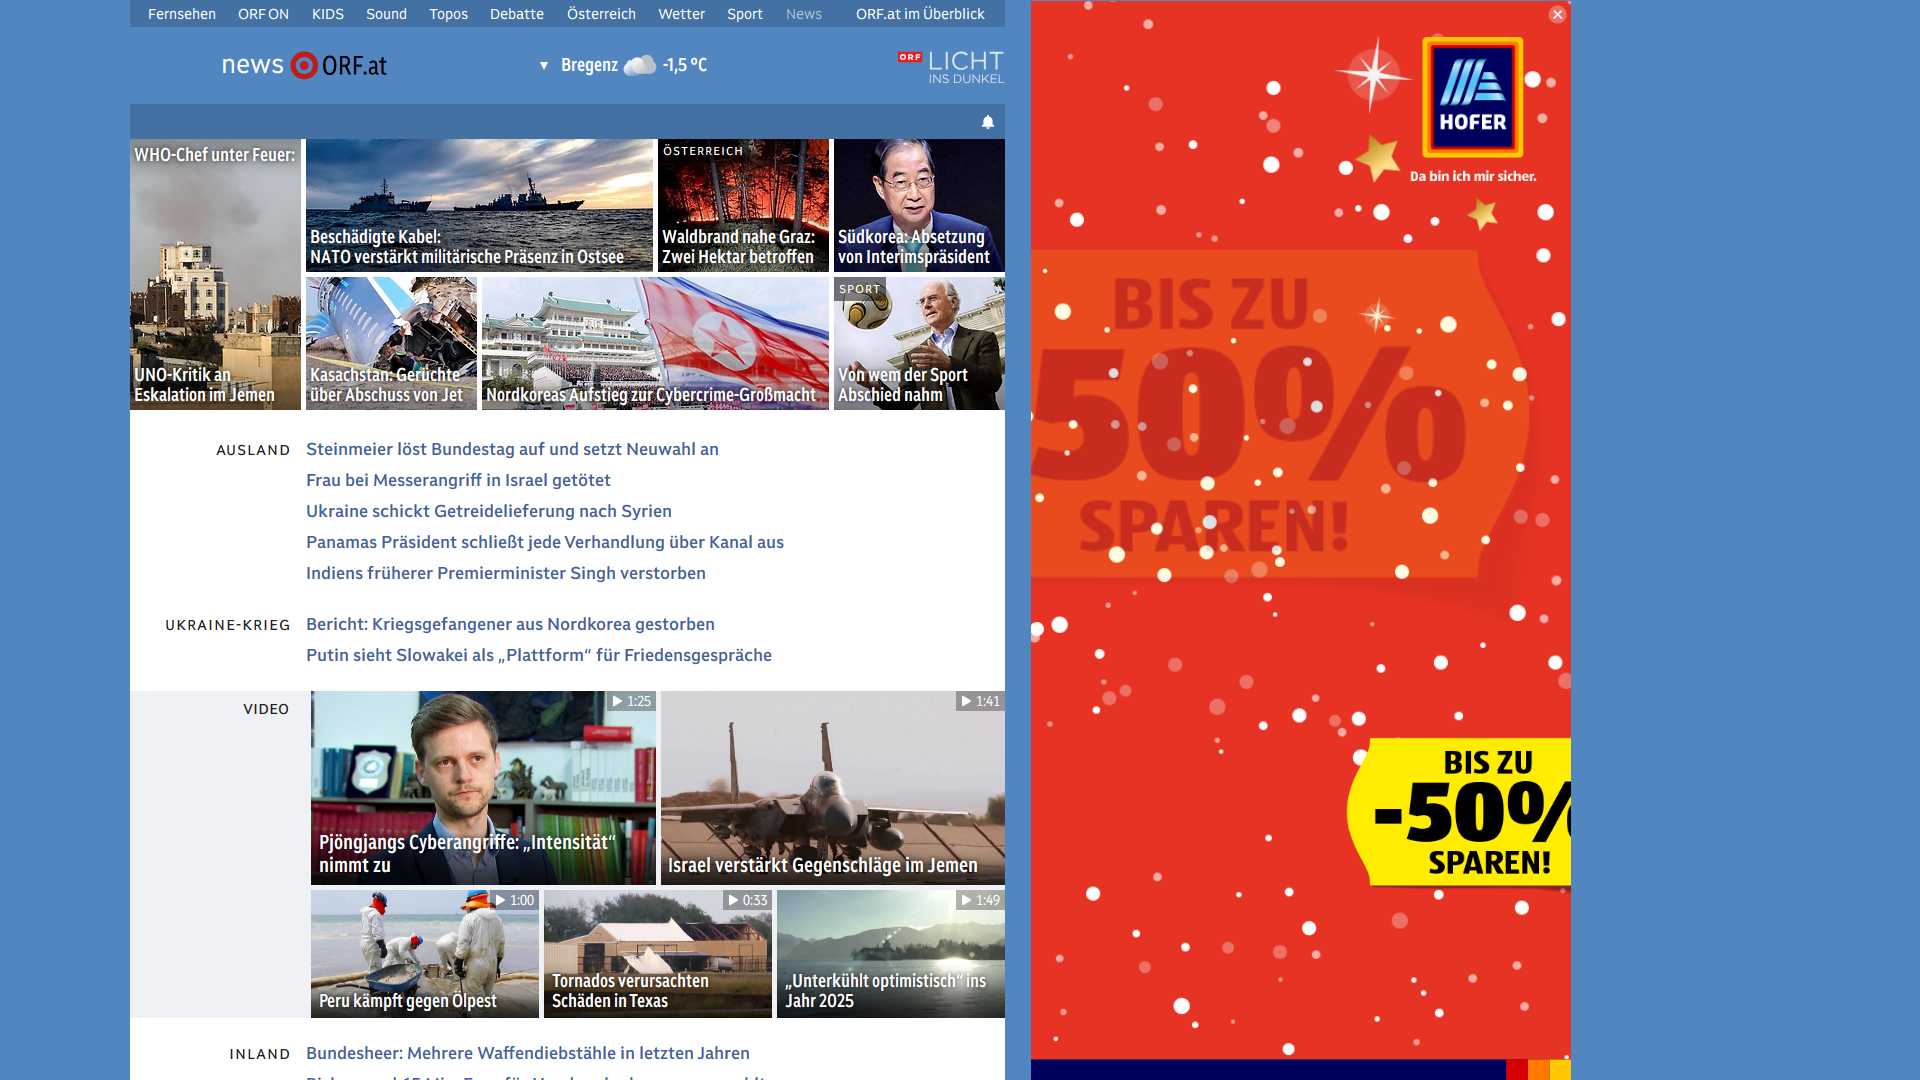 Fernsehen ORF ON KIDS Sound Topos Debatte Österreich Wetter Sport News ORF.at im Überblick
news ORF.at
Bregenz -1,5 °C
ORF LICHT
INS DUNKEL
WHO-Chef unter Feuer:
UNO-Kritik an
Eskalation im Jemen
Beschädigte Kabel:
NATO verstärkt militärische Präsenz in Ostsee
ÖSTERREICH
Waldbrand nahe Graz:
Zwei Hektar betroffen
Südkorea: Absetzung
von Interimspräsident
Kasachstan: Gerüchte
über Abschuss von Jet
Nordkoreas Aufstieg zur Cybercrime-Großmacht
SPORT
Von wem der Sport
Abschied nahm
AUSLAND
Steinmeier löst Bundestag auf und setzt Neuwahl an
Frau bei Messerangriff in Israel getötet
Ukraine schickt Getreidelieferung nach Syrien
Panamas Präsident schließt jede Verhandlung über Kanal aus
Indiens früherer Premierminister Singh verstorben
UKRAINE-KRIEG
Bericht: Kriegsgefangener aus Nordkorea gestorben
Putin sieht Slowakei als „Plattform“ für Friedensgespräche
VIDEO
1:25
Pjöngjangs Cyberangriffe: „Intensität“
nimmt zu
1:41
Israel verstärkt Gegenschläge im Jemen
1:00
Peru kämpft gegen Ölpest
0:33
Tornados verursachten
Schäden in Texas
1:49
„Unterkühlt optimistisch“ ins
Jahr 2025
INLAND
Bundesheer: Mehrere Waffendiebstähle in letzten Jahren
HOFER
Da bin ich mir sicher.
BIS ZU
50%
SPAREN!
BIS ZU
-50%
SPAREN!